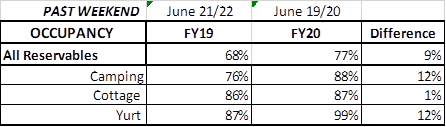 PAST WEEKEND June 21/22 June 19/20
OCCUPANCY FY19 FY20 Difference
All Reservables 68% 77% 9%
Camping 76% 88% 12%
Cottage 86% 87% 1%
Yurt 87% 99% 12%